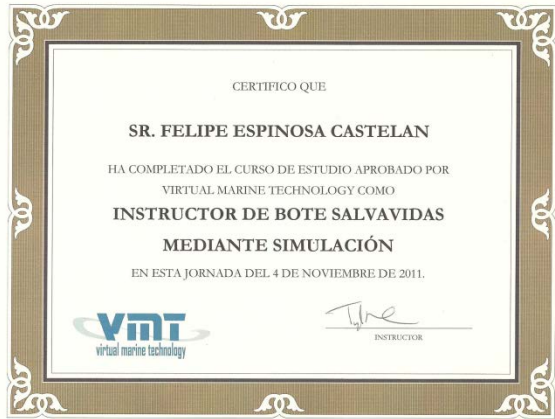 CERTIFICO QUE
SR. FELIPE ESPINOSA CASTELAN
HA COMPLETADO EL CURSO DE ESTUDIO APROBADO POR
VIRTUAL MARINE TECHNOLOGY COMO
INSTRUCTOR DE BOTE SALVAVIDAS
MEDIANTE SIMULACIÓN
EN ESTA JORNADA DEL 4 DE NOVIEMBRE DE 2011.
VMT
virtual marine technology
INSTRUCTOR